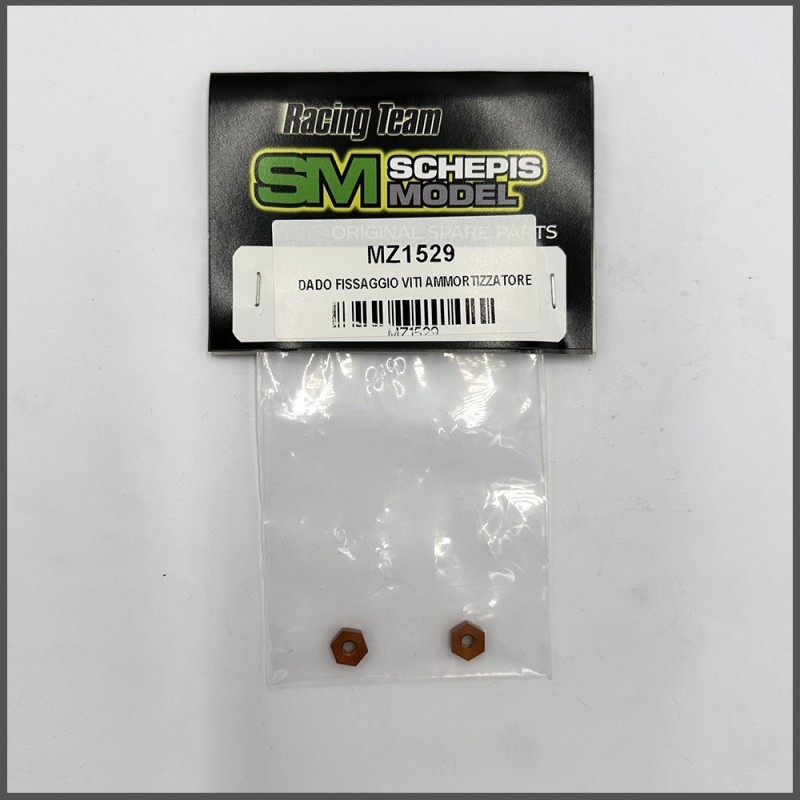 Racing Team
SM SCHEPIS
MODEL
ORIGINAL SPARE PARTS
MZ1529
DADO FISSAGGIO VITI AMMORTIZZATORE
MZ1529